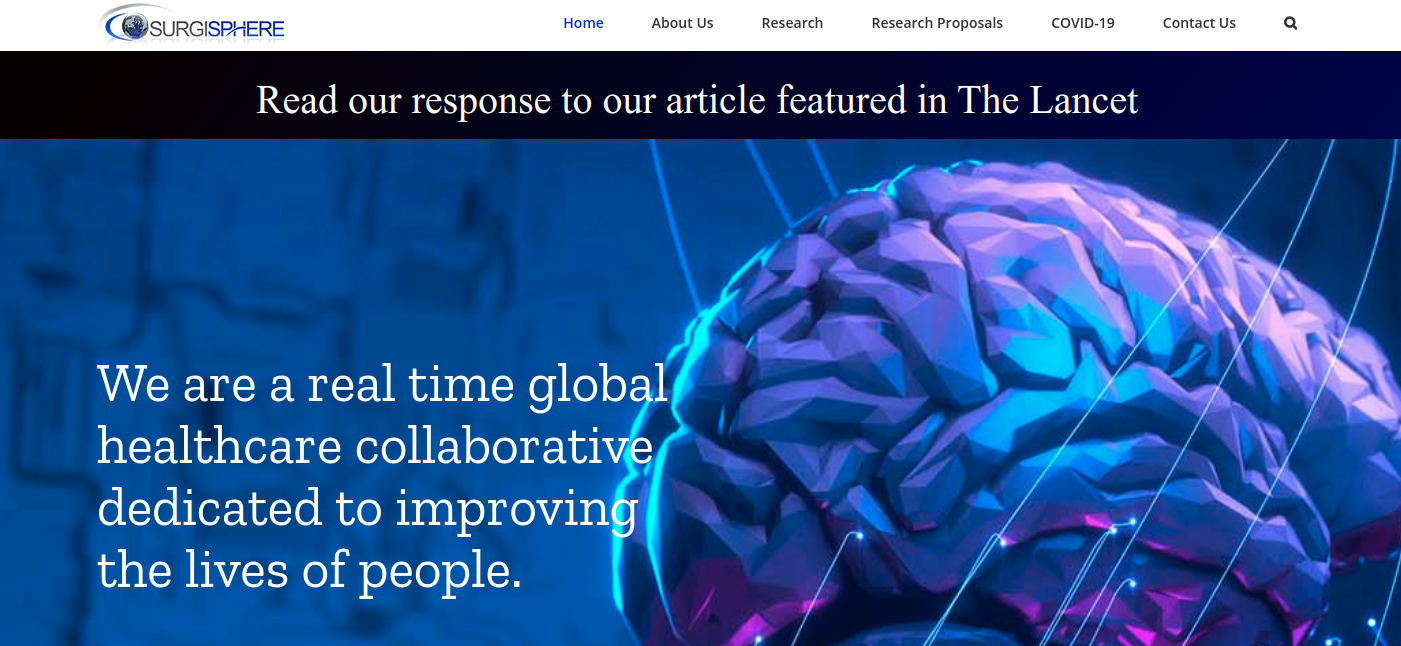 SURGISPHERE
Home About Us Research Research Proposals COVID-19 Contact Us
Read our response to our article featured in The Lancet
We are a real time global
healthcare collaborative
dedicated to improving
the lives of people.